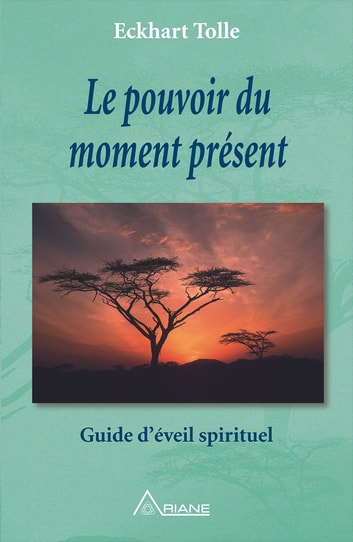 Eckhart Tolle
Le pouvoir du
moment présent
Guide d’éveil spirituel
ARIANE